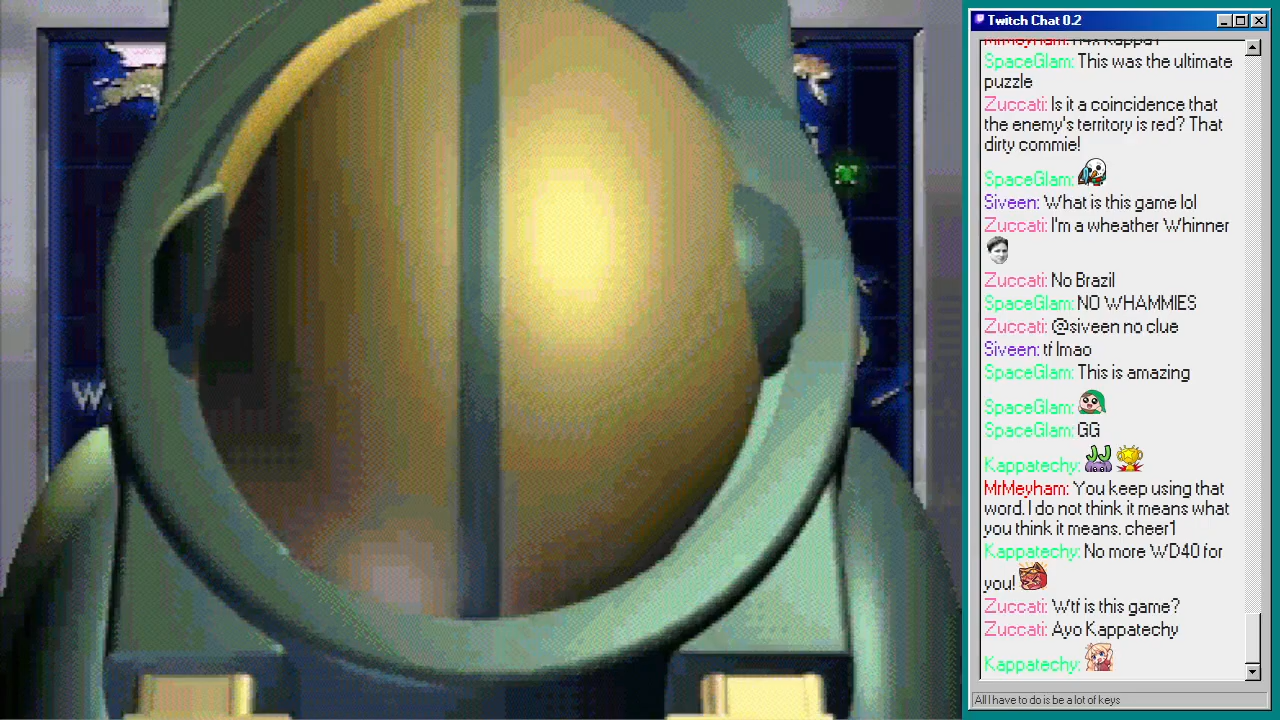 Twitch Chat 0.2
SpaceGlam: This was the ultimate
puzzle
Zuccati: Is it a coincidence that
the enemy's territory is red? That
dirty commie!
SpaceGlam:
Siveen: What is this game lol
Zuccati: I'm a wheather Whinner
Zuccati: No Brazil
SpaceGlam: NO WHAMMIES
Zuccati: @siveen no clue
Siveen: tf lmao
SpaceGlam: This is amazing
SpaceGlam:
SpaceGlam: GG
Kappatechy:
MrMeyham: You keep using that
word. I do not think it means what
you think it means. cheer1
Kappatechy: No more WD40 for
you!
Zuccati: Wtf is this game?
Zuccati: Ayo Kappatechy
Kappatechy:
All I have to do is be a lot of keys
W